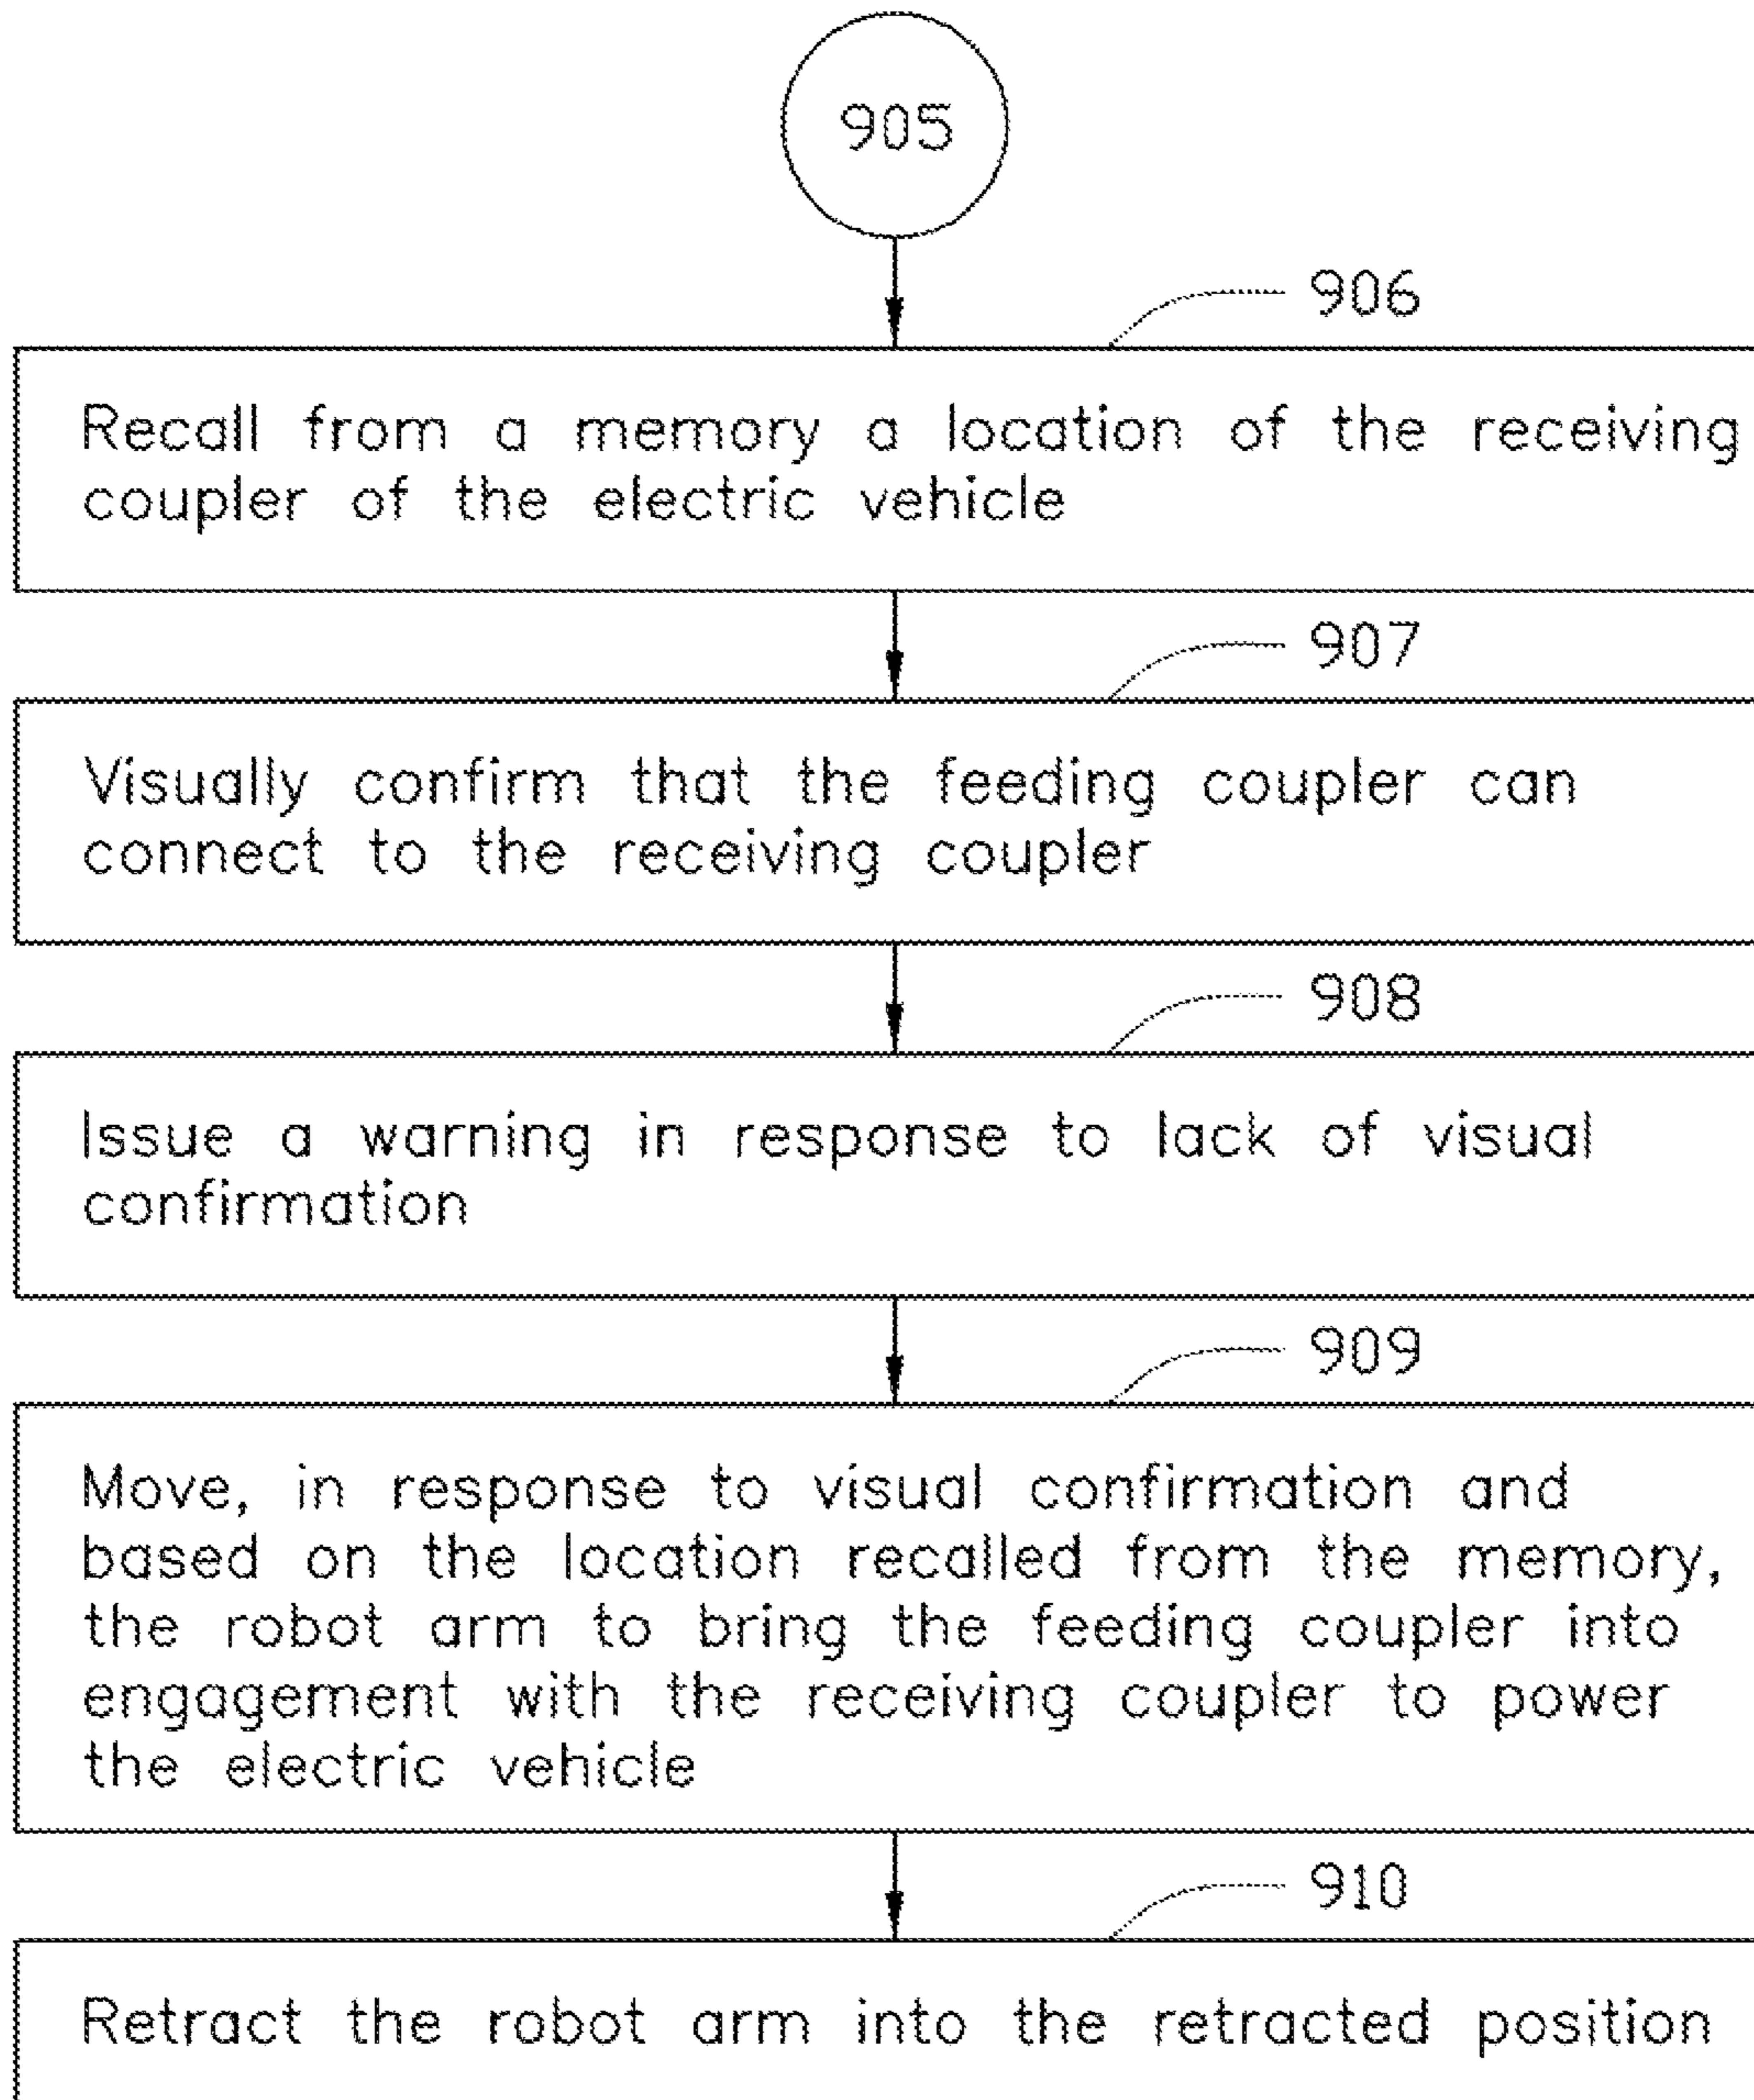 905
906
Recall from a memory a location of the receiving
coupler of the electric vehicle
907
Visually confirm that the feeding coupler can
connect to the receiving coupler
908
Issue a warning in response to lack of visual
confirmation
909
Move, in response to visual confirmation and
based on the location recalled from the memory,
the robot arm to bring the feeding coupler into
engagement with the receiving coupler to power
the electric vehicle
910
Retract the robot arm into the retracted position